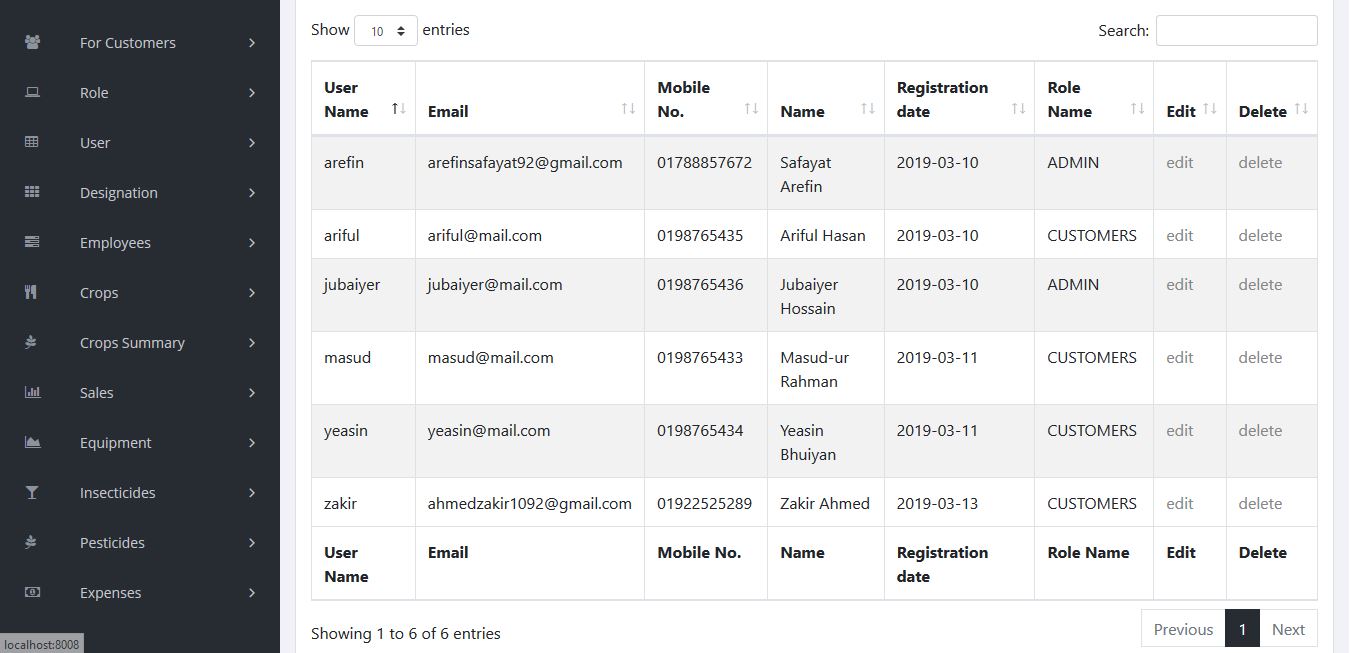 For Customers
Role
User
Designation
Employees
Crops
Crops Summary
Sales
Equipment
Insecticides
Pesticides
Expenses
localhost:8008
Show 10 entries Search:
User Name Email Mobile No. Name Registration date Role Name Edit Delete
arefin arefinsafayat92@gmail.com 01788857672 Safayat Arefin 2019-03-10 ADMIN edit delete
ariful ariful@mail.com 0198765435 Ariful Hasan 2019-03-10 CUSTOMERS edit delete
jubaiyer jubaiyer@mail.com 0198765436 Jubaiyer Hossain 2019-03-10 ADMIN edit delete
masud masud@mail.com 0198765433 Masud-ur Rahman 2019-03-11 CUSTOMERS edit delete
yeasin yeasin@mail.com 0198765434 Yeasin Bhuiyan 2019-03-11 CUSTOMERS edit delete
zakir ahmedzakir1092@gmail.com 01922525289 Zakir Ahmed 2019-03-13 CUSTOMERS edit delete
User Name Email Mobile No. Name Registration date Role Name Edit Delete
Showing 1 to 6 of 6 entries Previous 1 Next